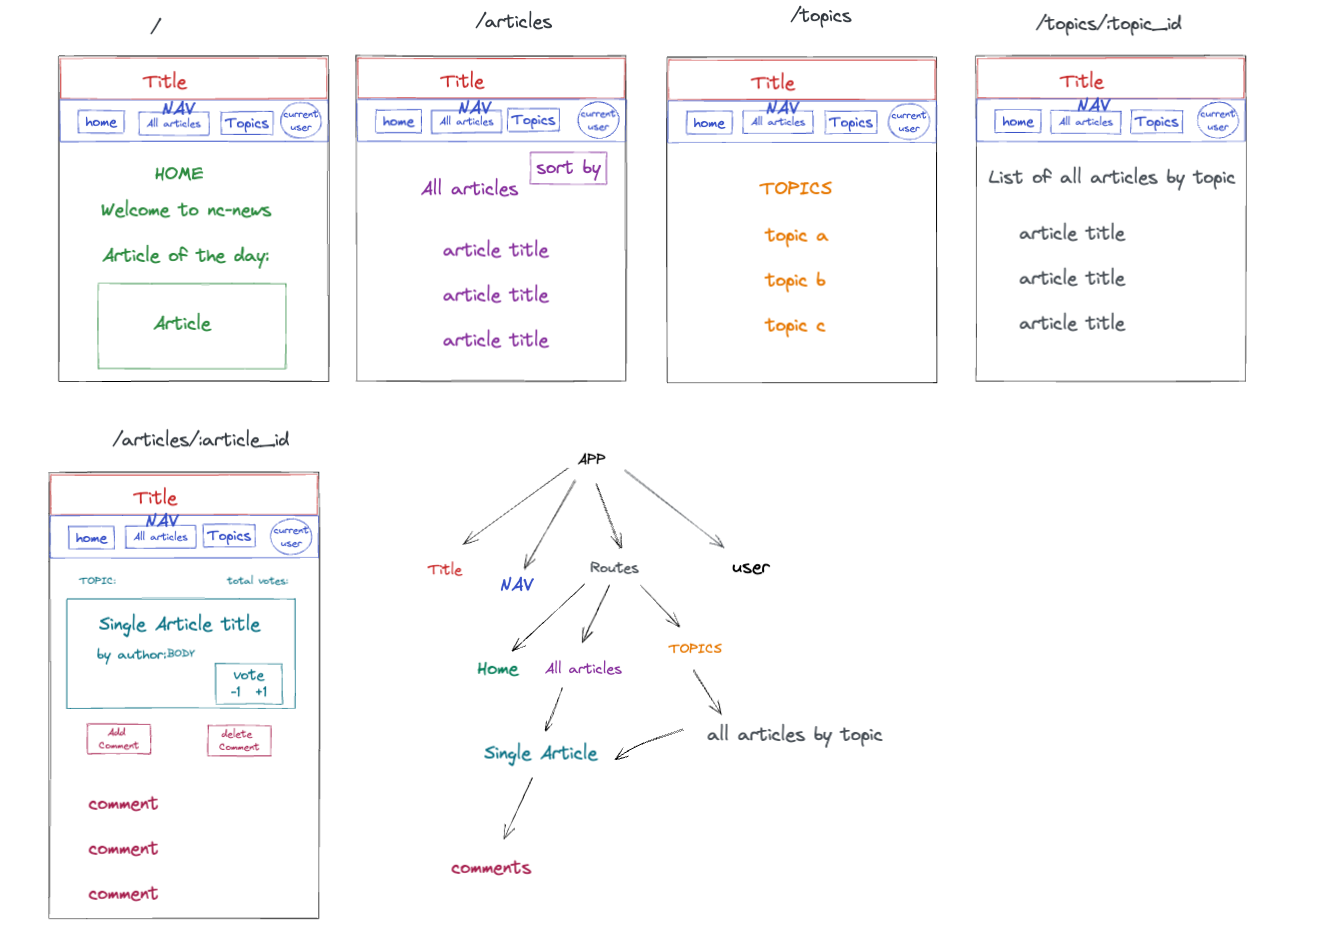 /
Title
NAV
home
All articles
Topics
current
user
HOME
Welcome to nc-news
Article of the day:
Article
/articles
Title
NAV
home
All articles
Topics
current
user
sort by
All articles
article title
article title
article title
/topics
Title
NAV
home
All articles
Topics
current
user
TOPICS
topic a
topic b
topic c
/topics/:topic_id
Title
NAV
home
All articles
Topics
current
user
List of all articles by topic
article title
article title
article title
/articles/:article_id
Title
NAV
home
All articles
Topics
current
user
TOPIC:
total votes:
Single Article title
by author:BODY
vote
-1 +1
Add
Comment
delete
Comment
comment
comment
comment
APP
Title
NAV
Routes
user
Home
All articles
TOPICS
Single Article
all articles by topic
comments